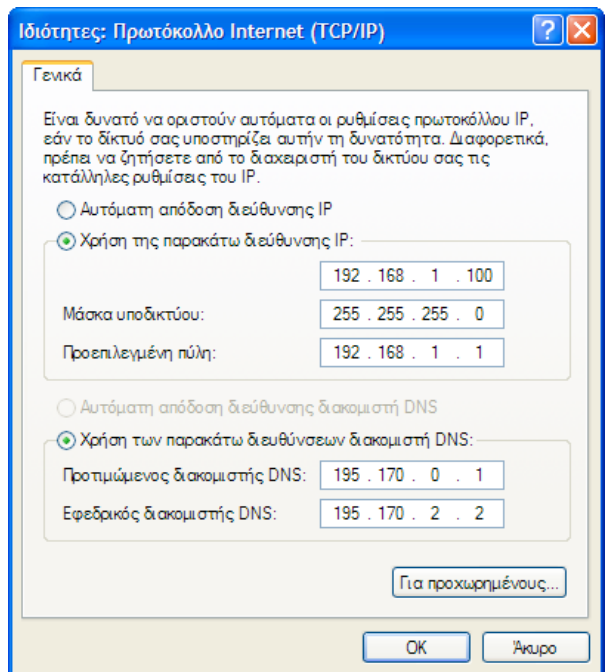 Ιδιότητες: Πρωτόκολλο Internet (TCP/IP)
Γενικά
Είναι δυνατό να οριστούν αυτόματα οι ρυθμίσεις πρωτοκόλλου IP,
εάν το δίκτυό σας υποστηρίζει αυτήν τη δυνατότητα. Διαφορετικά,
πρέπει να ζητήσετε από το διαχειριστή του δικτύου σας τις
κατάλληλες ρυθμίσεις του IP.
Αυτόματη απόδοση διεύθυνσης IP
Χρήση της παρακάτω διεύθυνσης IP:
192 . 168 . 1 . 100
Μάσκα υποδικτύου: 255 . 255 . 255 . 0
Προεπιλεγμένη πύλη: 192 . 168 . 1 . 1
Αυτόματη απόδοση διεύθυνσης διακομιστή DNS
Χρήση των παρακάτω διευθύνσεων διακομιστή DNS:
Προτιμώμενος διακομιστής DNS: 195 . 170 . 0 . 1
Εφεδρικός διακομιστής DNS: 195 . 170 . 2 . 2
Για προχωρημένους...
OK Άκυρο